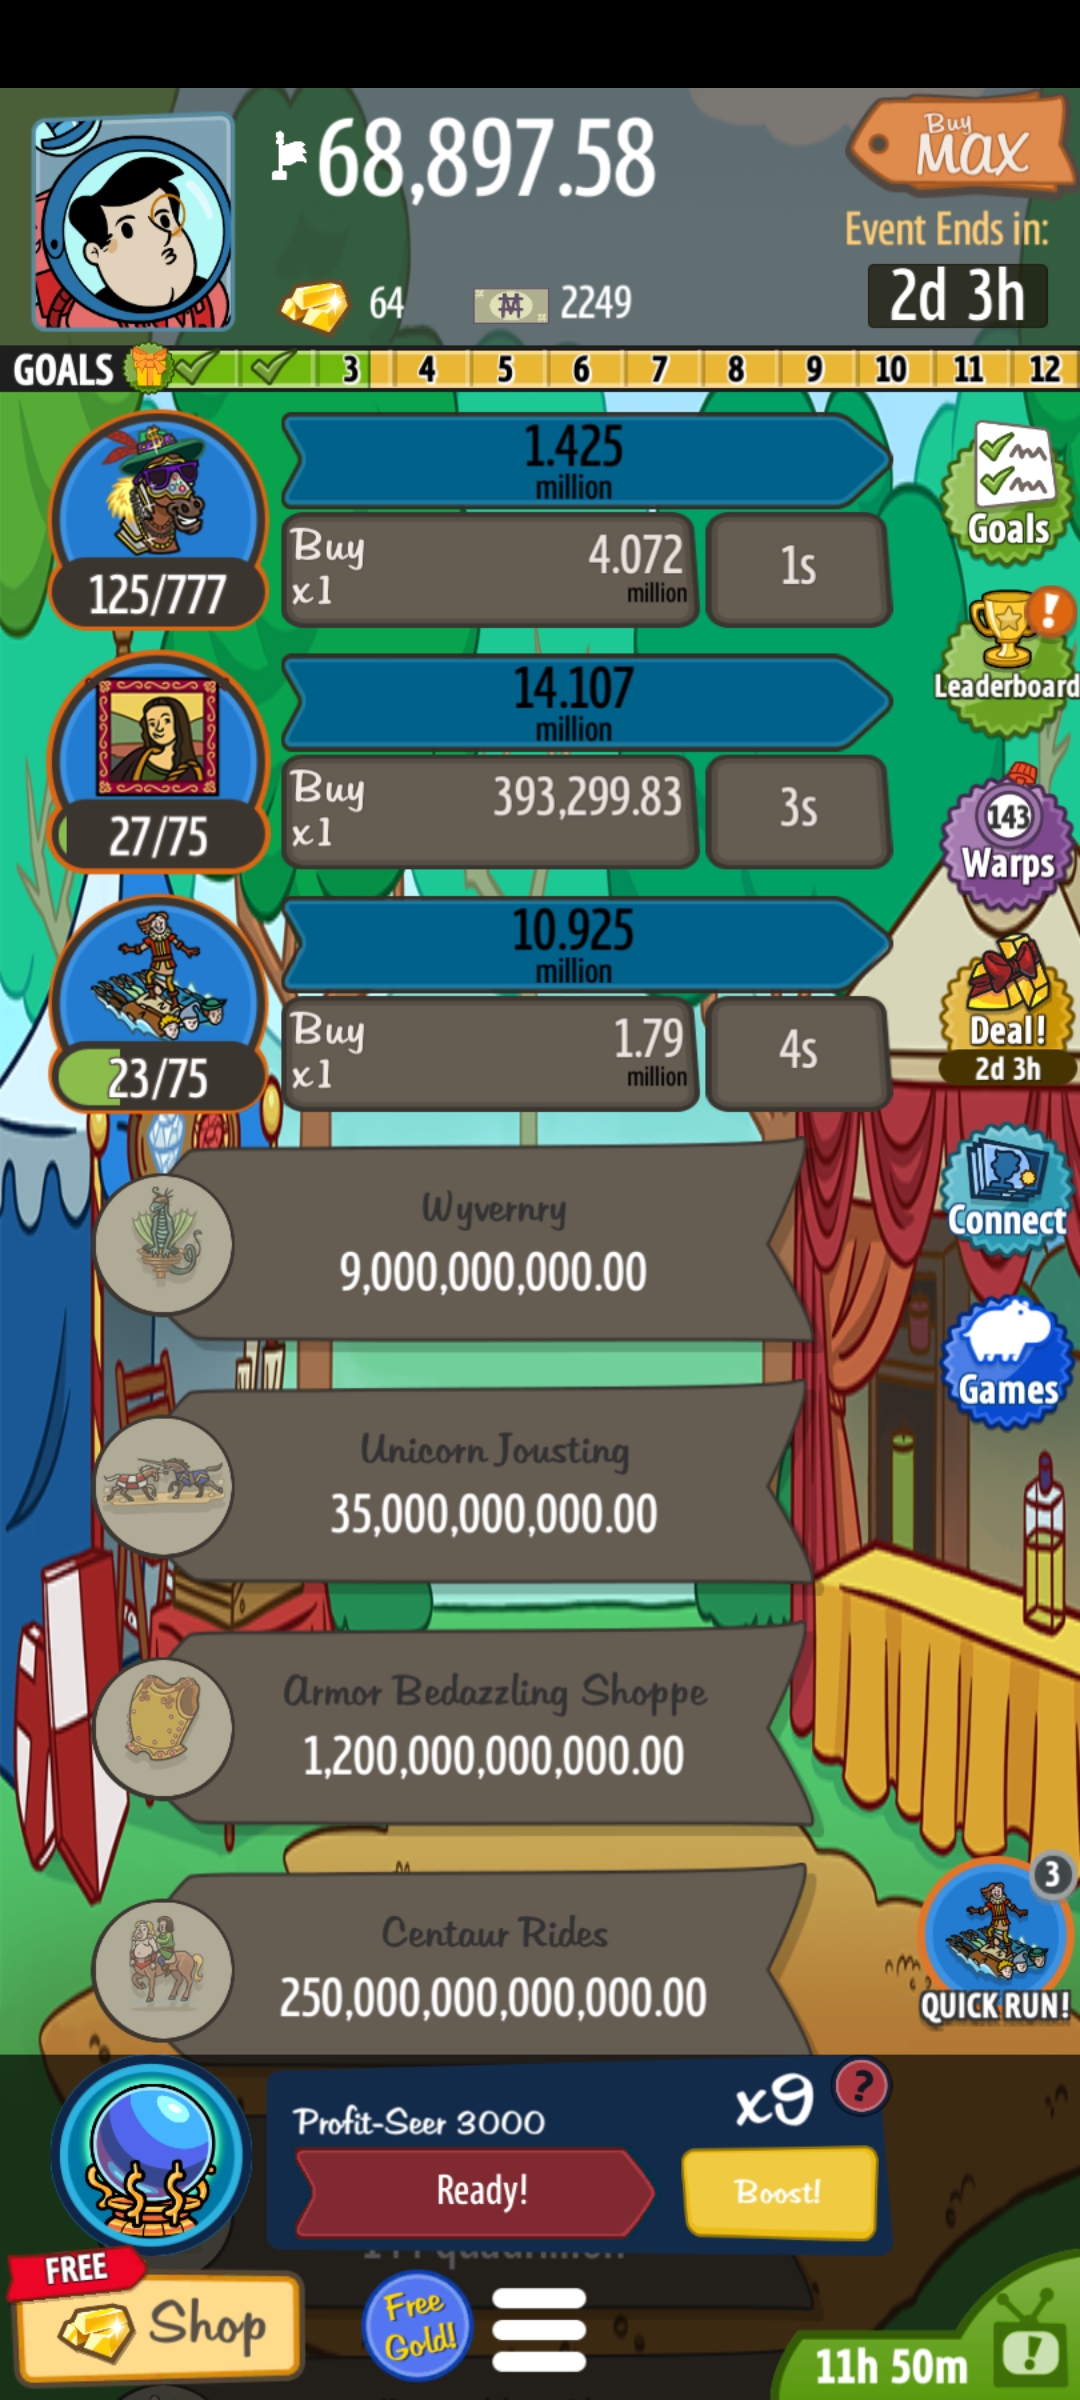 68,897.58
Buy
MAX
Event Ends in:
64
2249
2d 3h
GOALS
3 4 5 6 7 8 9 10 11 12
1.425
million
Buy
x1
4.072
million
1s
125/777
Goals
Leaderboard
14.107
million
Buy
x1
393,299.83
3s
27/75
143
Warps
10.925
million
Buy
x1
1.79
million
4s
23/75
Deal!
2d 3h
Wyvernry
9,000,000,000.00
Connect
Unicorn Jousting
35,000,000,000.00
Games
Armor Bedazzling Shoppe
1,200,000,000,000.00
Centaur Rides
250,000,000,000,000.00
3
QUICK RUN!
Profit-Seer 3000
x9
?
Ready!
Boost!
FREE
Shop
Free
Gold!
11h 50m